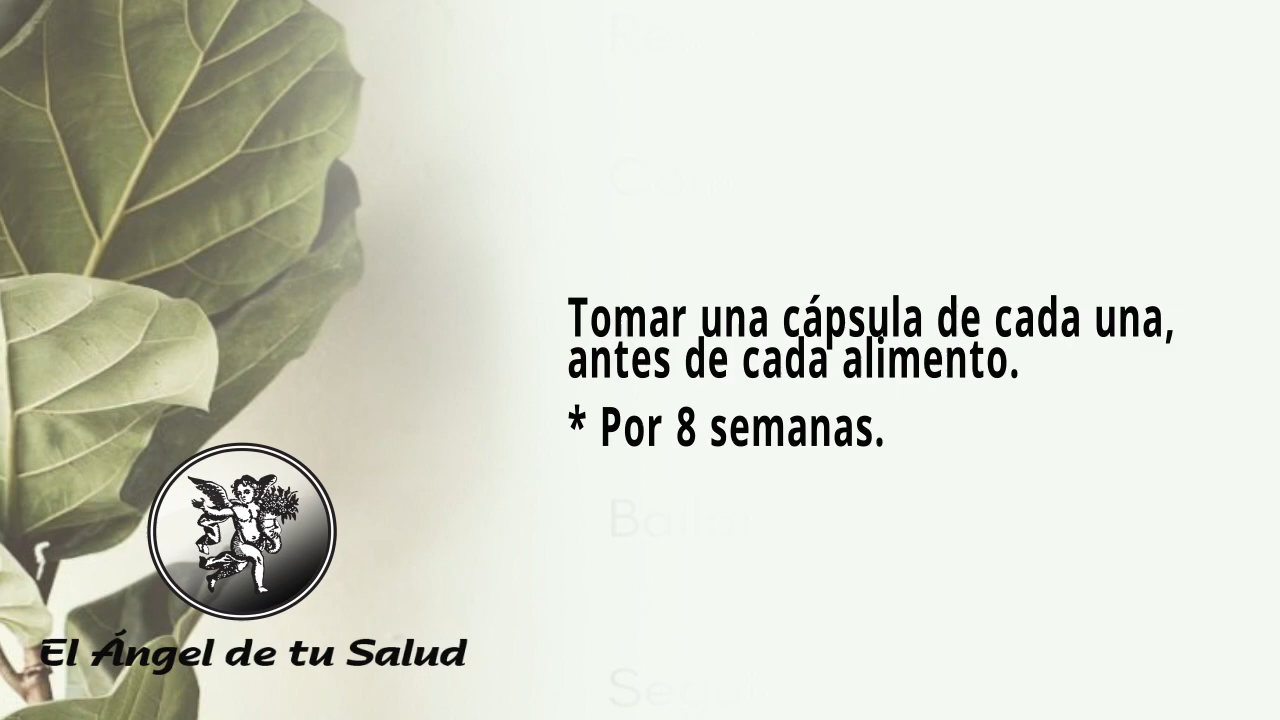 Tomar una cápsula de cada una,
antes de cada alimento.
* Por 8 semanas.
El Ángel de tu Salud